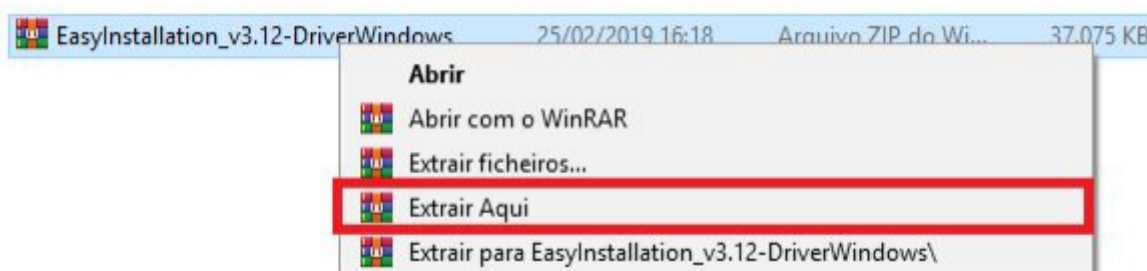 EasyInstallation_v3.12-DriverWindows 25/02/2019 16:18 Arquivo ZIP do Wi... 37.075 KB
Abrir
Abrir com o WinRAR
Extrair ficheiros...
Extrair Aqui
Extrair para EasyInstallation_v3.12-DriverWindows\